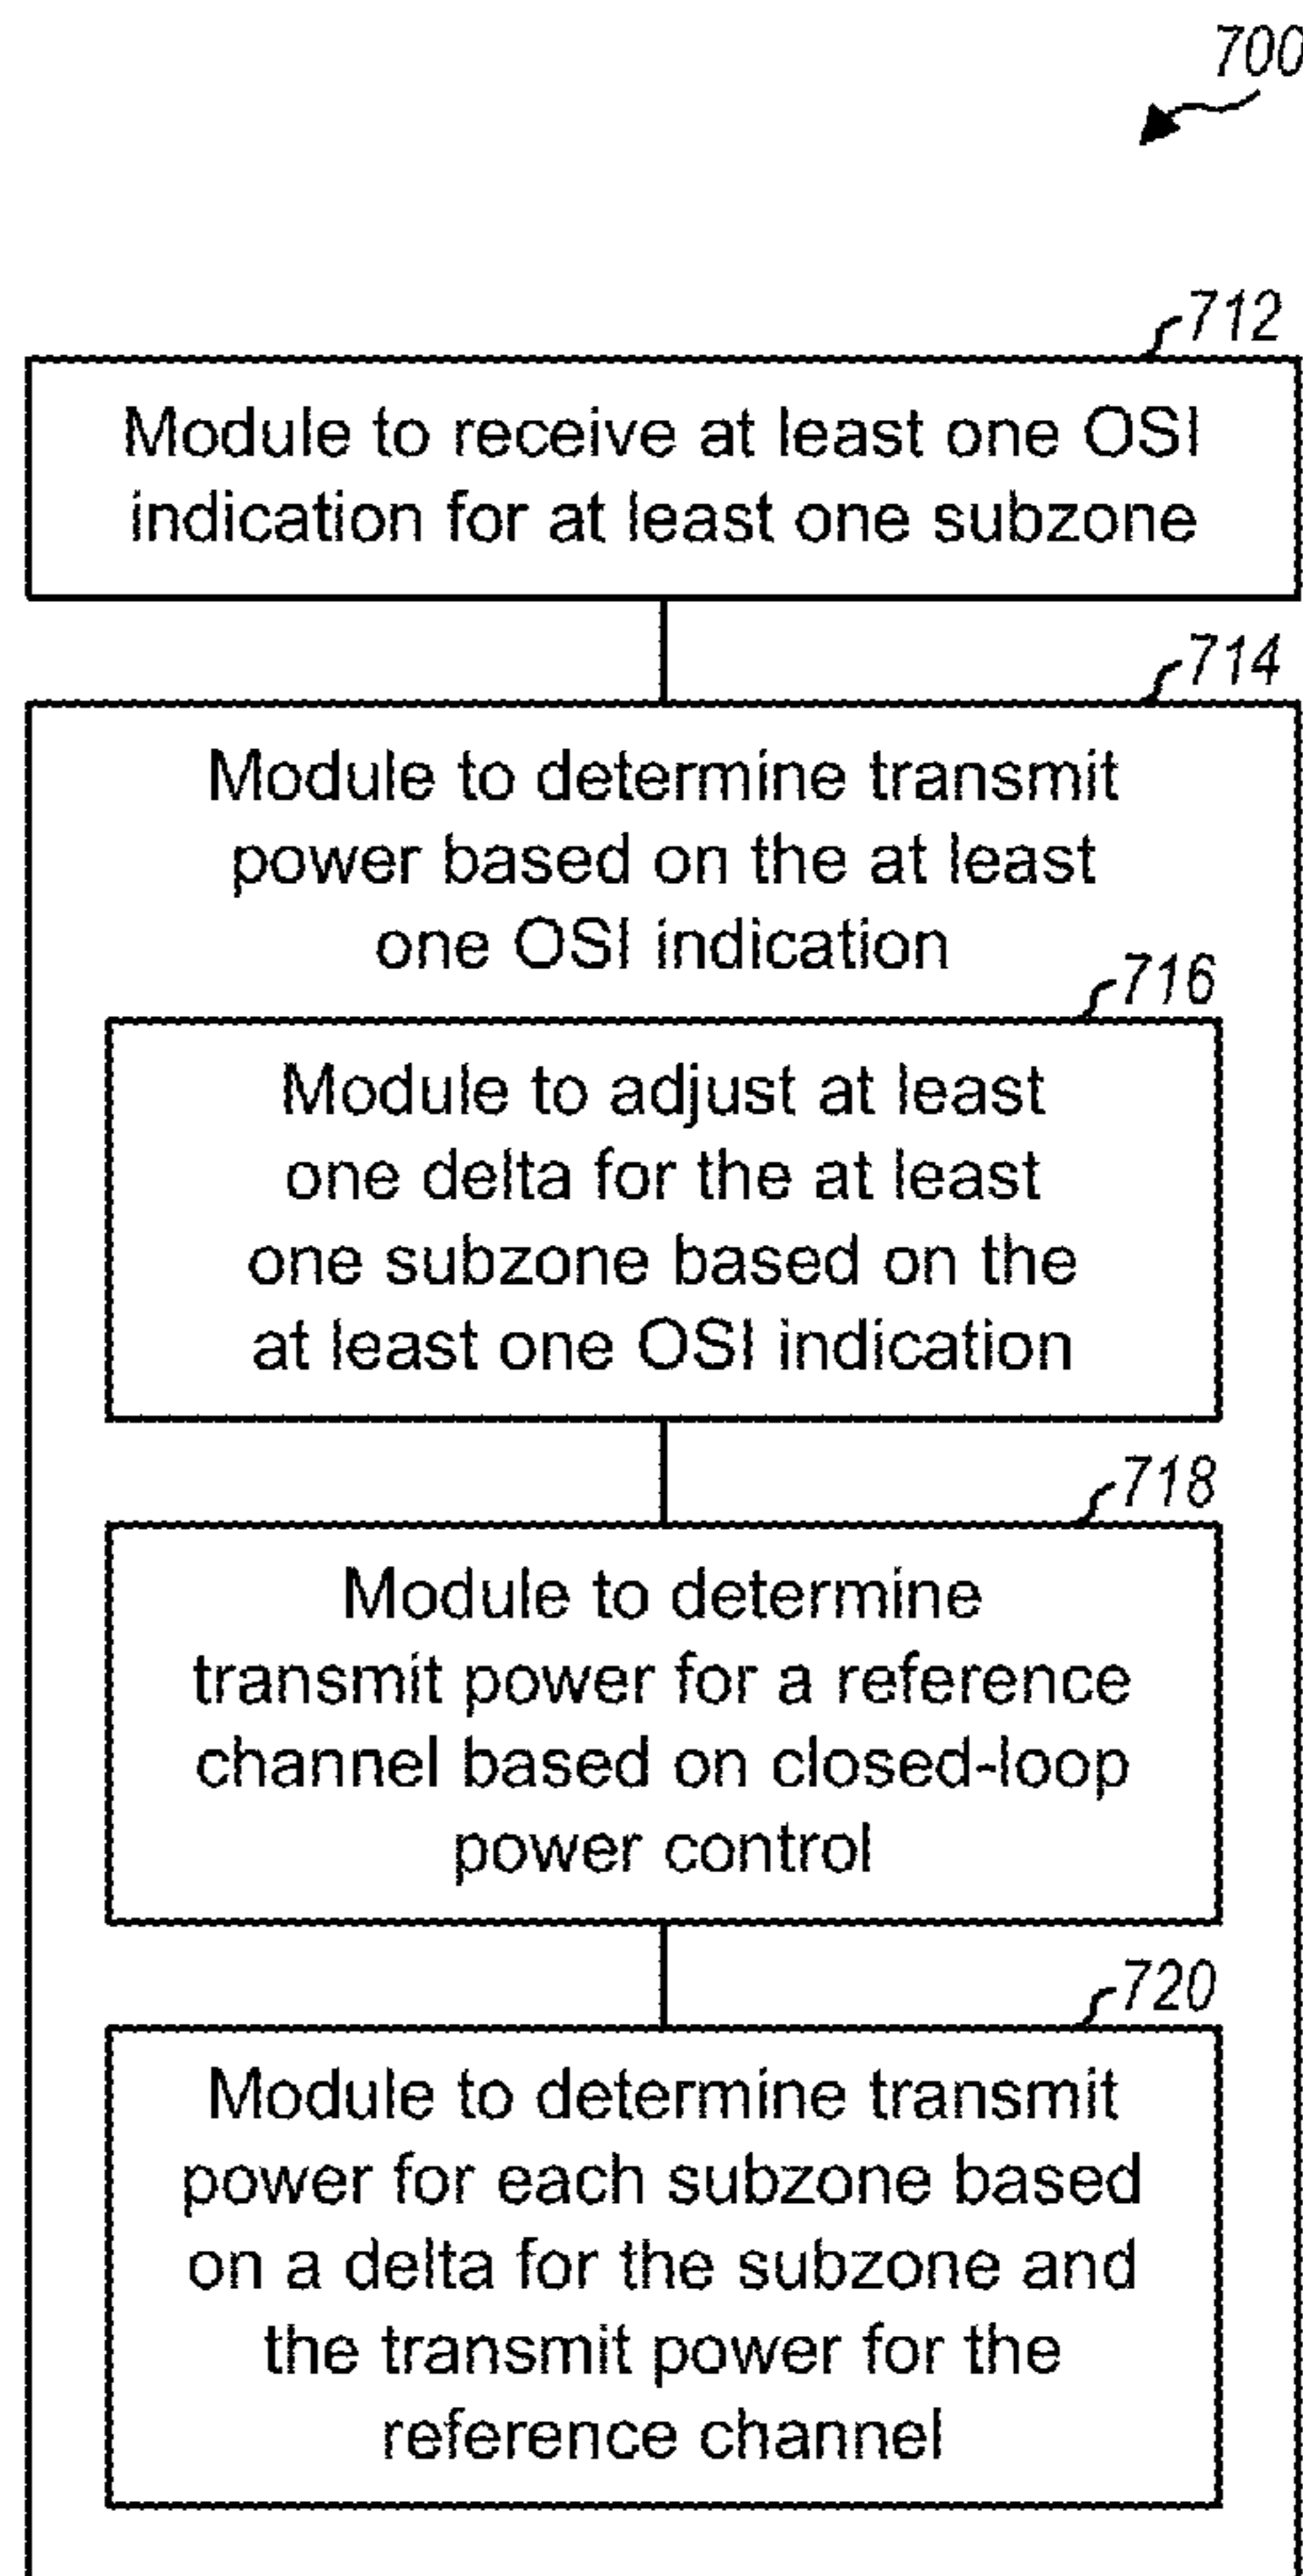 700
712
Module to receive at least one OSI
indication for at least one subzone
714
Module to determine transmit
power based on the at least
one OSI indication
716
Module to adjust at least
one delta for the at least
one subzone based on the
at least one OSI indication
718
Module to determine
transmit power for a reference
channel based on closed-loop
power control
720
Module to determine transmit
power for each subzone based
on a delta for the subzone and
the transmit power for the
reference channel